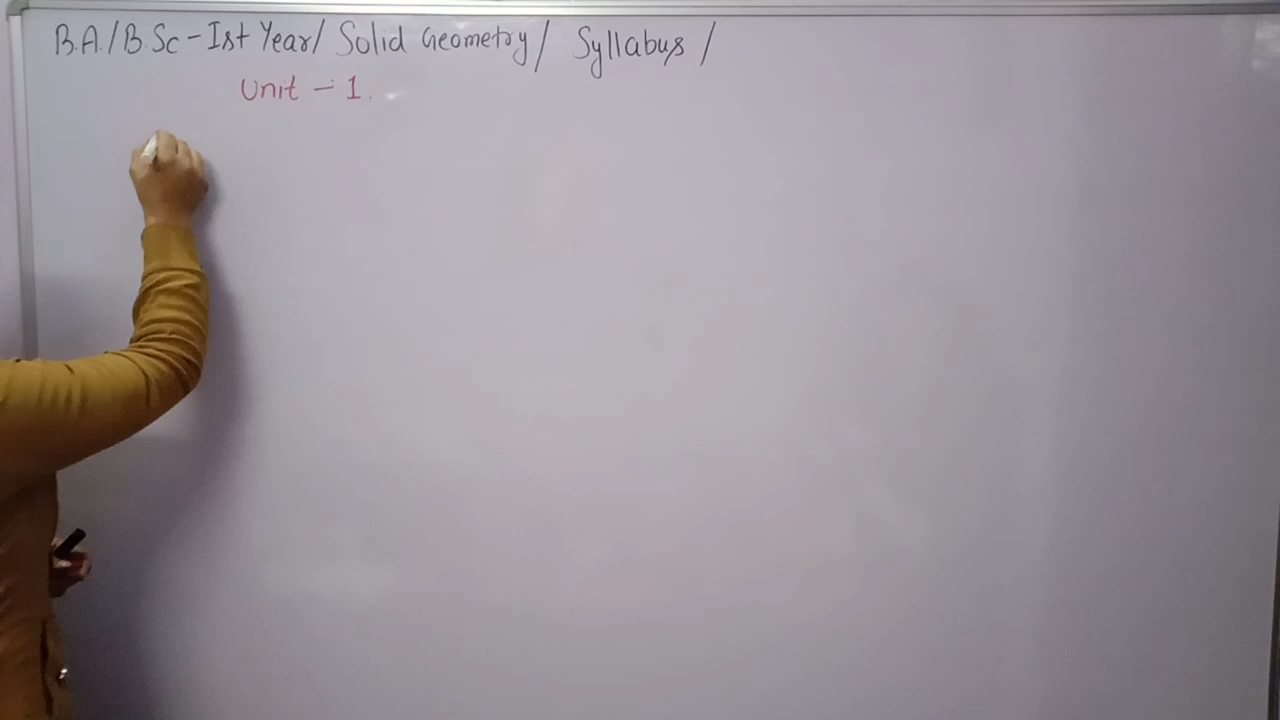 B.A./B.Sc - Ist Year/ Solid Geometry/ Syllabus /
Unit - 1.